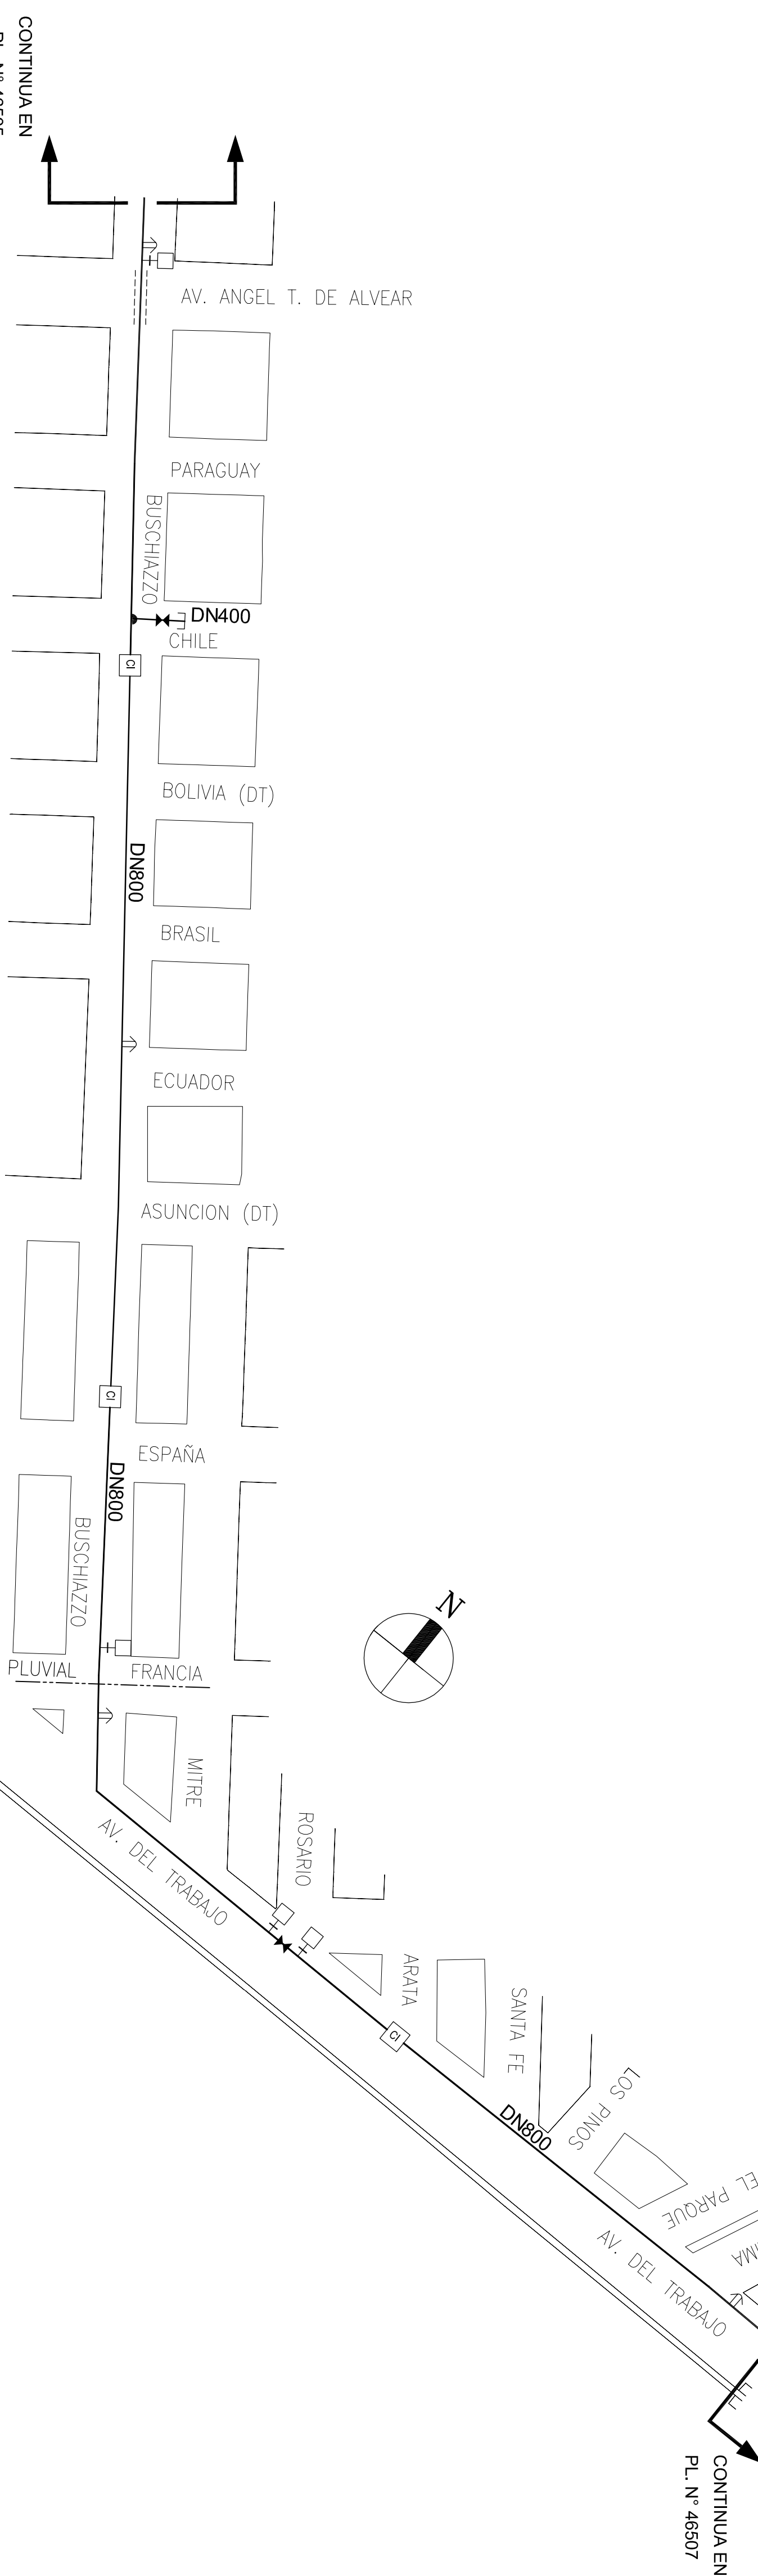 CONTINUA EN
AV. ANGEL T. DE ALVEAR
PARAGUAY
BUSCHIAZZO
DN400
CHILE
CI
BOLIVIA (DT)
DN800
BRASIL
ECUADOR
ASUNCION (DT)
CI
ESPAÑA
DN800
BUSCHIAZZO
PLUVIAL
FRANCIA
N
MITRE
ROSARIO
AV. DEL TRABAJO
ARATA
CI
SANTA FE
LOS PINOS
DN800
PARQUE
AV. DEL TRABAJO
CONTINUA EN
PL. N° 46507